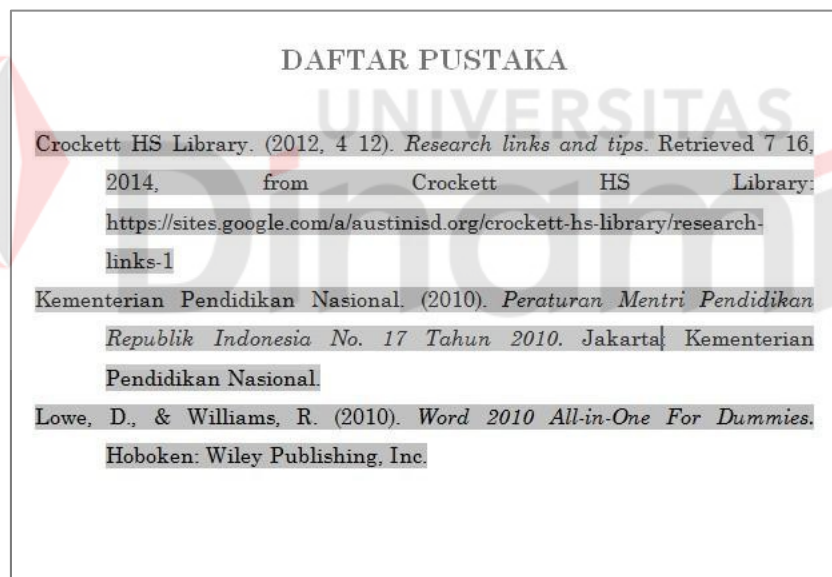 DAFTAR PUSTAKA
UNIVERSITAS
Dinami
Crockett HS Library. (2012, 4 12). Research links and tips. Retrieved 7 16,
2014, from Crockett HS Library:
https://sites.google.com/a/austinisd.org/crockett-hs-library/research-
links-1
Kementerian Pendidikan Nasional. (2010). Peraturan Mentri Pendidikan
Republik Indonesia No. 17 Tahun 2010. Jakarta: Kementerian
Pendidikan Nasional.
Lowe, D., & Williams, R. (2010). Word 2010 All-in-One For Dummies.
Hoboken: Wiley Publishing, Inc.